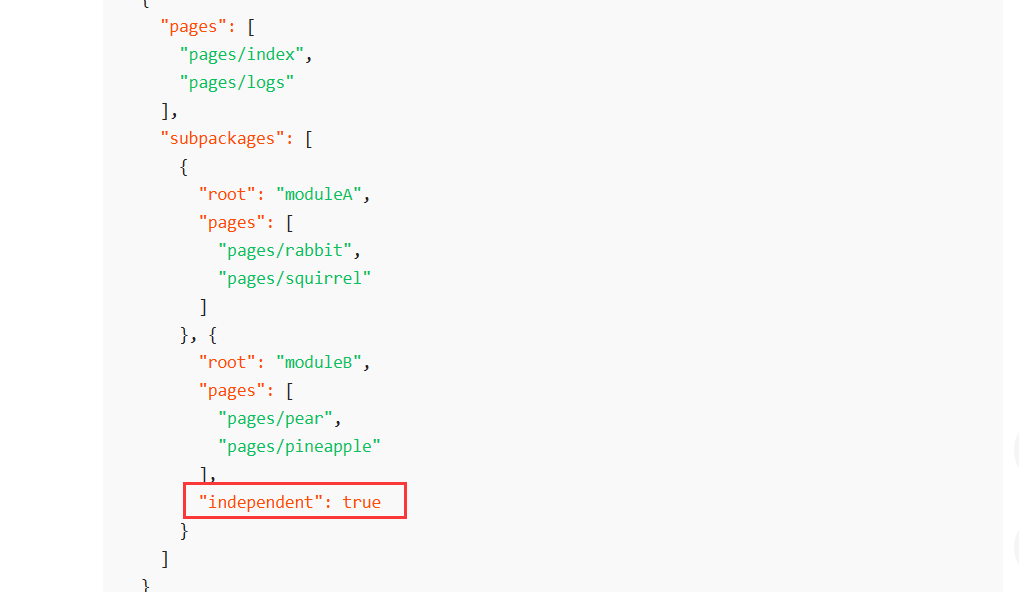 {
"pages": [
"pages/index",
"pages/logs"
],
"subpackages": [
{
"root": "moduleA",
"pages": [
"pages/rabbit",
"pages/squirrel"
]
}, {
"root": "moduleB",
"pages": [
"pages/pear",
"pages/pineapple"
],
"independent": true
}
]
}